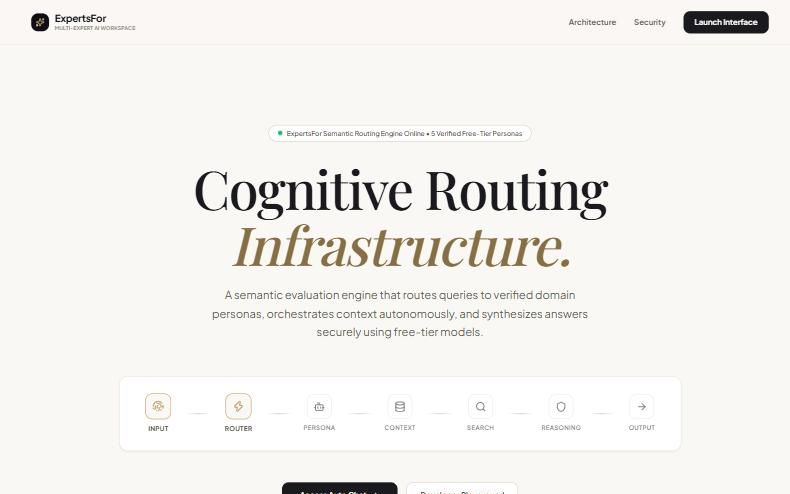 ExpertsFor
MULTI-EXPERT AI WORKSPACE
Architecture
Security
Launch Interface
ExpertsFor Semantic Routing Engine Online • 5 Verified Free-Tier Personas
Cognitive Routing
Infrastructure.
A semantic evaluation engine that routes queries to verified domain
personas, orchestrates context autonomously, and synthesizes answers
securely using free-tier models.
INPUT
ROUTER
PERSONA
CONTEXT
SEARCH
REASONING
OUTPUT